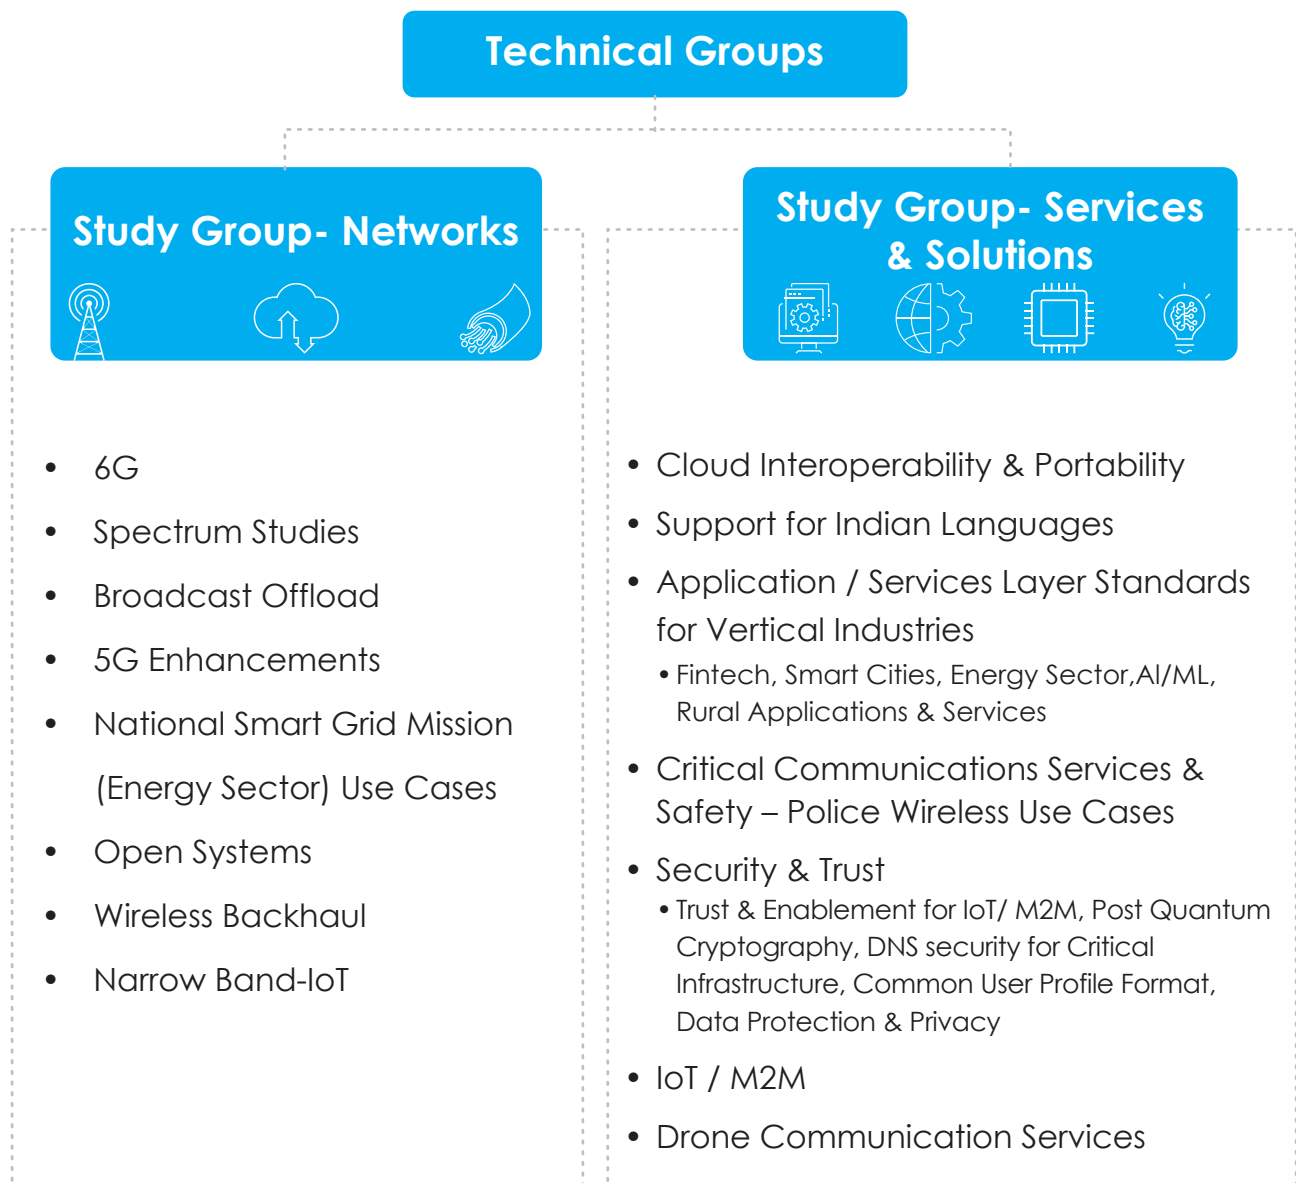 Technical Groups
Study Group- Networks
• 6G
• Spectrum Studies
• Broadcast Offload
• 5G Enhancements
• National Smart Grid Mission
(Energy Sector) Use Cases
• Open Systems
• Wireless Backhaul
• Narrow Band-IoT
Study Group- Services
& Solutions
• Cloud Interoperability & Portability
• Support for Indian Languages
• Application / Services Layer Standards
for Vertical Industries
• Fintech, Smart Cities, Energy Sector,AI/ML,
Rural Applications & Services
• Critical Communications Services &
Safety – Police Wireless Use Cases
• Security & Trust
• Trust & Enablement for IoT/ M2M, Post Quantum
Cryptography, DNS security for Critical
Infrastructure, Common User Profile Format,
Data Protection & Privacy
• IoT / M2M
• Drone Communication Services